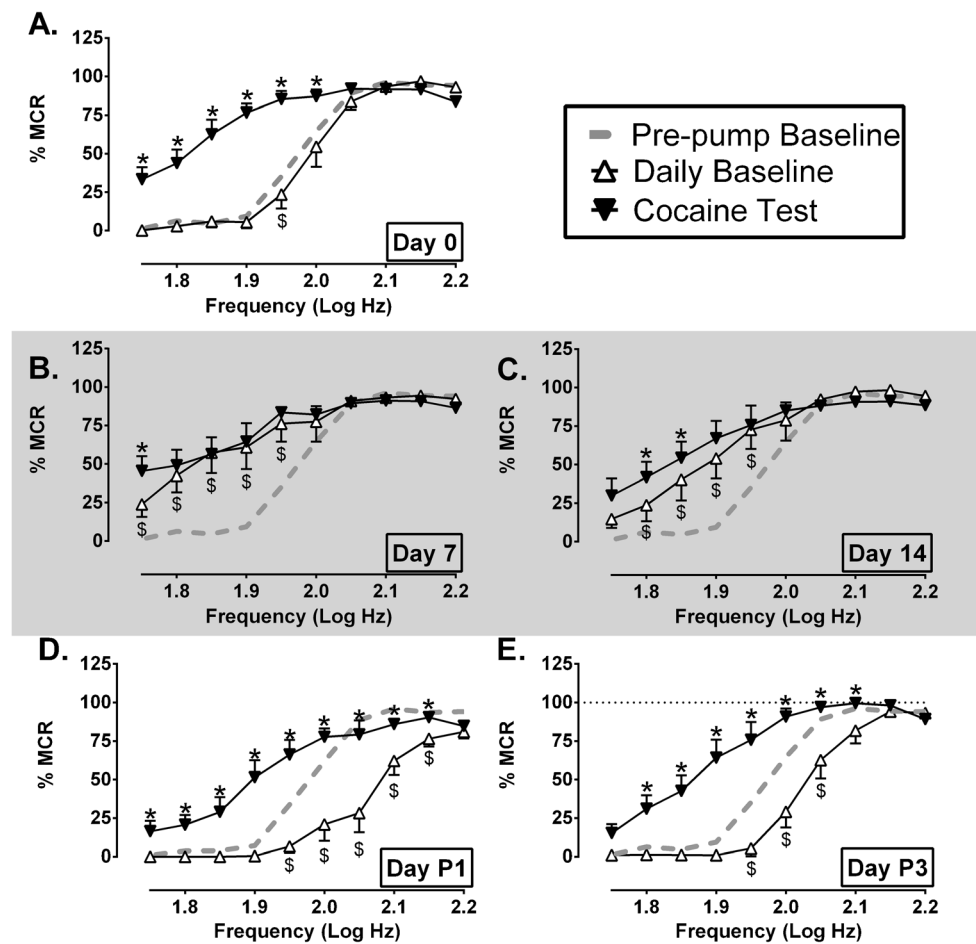 A.
125
100
75
50
25
0
% MCR
* * * * * *
$
Day 0
1.8 1.9 2.0 2.1 2.2
Frequency (Log Hz)
Pre-pump Baseline
Daily Baseline
Cocaine Test
B.
125
100
75
50
25
0
% MCR
*
$ $ $ $ $
Day 7
1.8 1.9 2.0 2.1 2.2
Frequency (Log Hz)
C.
125
100
75
50
25
0
% MCR
* *
$ $ $ $
Day 14
1.8 1.9 2.0 2.1 2.2
Frequency (Log Hz)
D.
125
100
75
50
25
0
% MCR
* * * * * * * * *
$ $ $ $ $
Day P1
1.8 1.9 2.0 2.1 2.2
Frequency (Log Hz)
E.
125
100
75
50
25
0
% MCR
* * * * * * *
$ $ $
Day P3
1.8 1.9 2.0 2.1 2.2
Frequency (Log Hz)